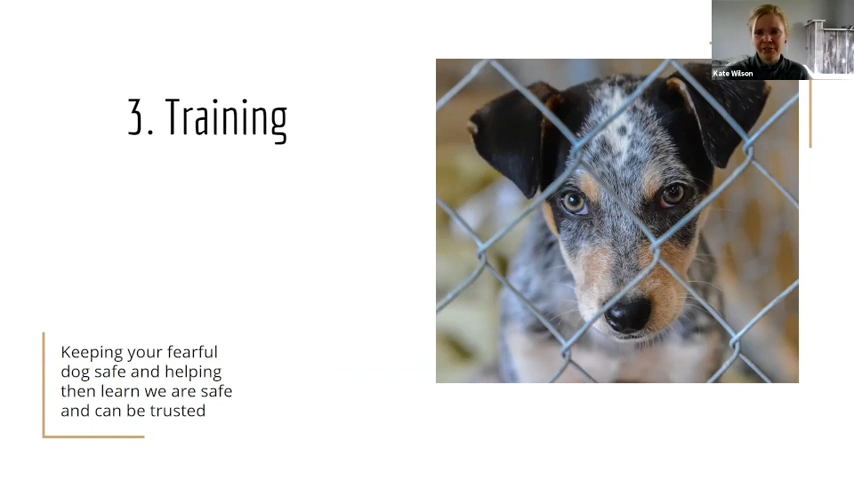 Kate Wilson
3. Training
Keeping your fearful
dog safe and helping
then learn we are safe
and can be trusted